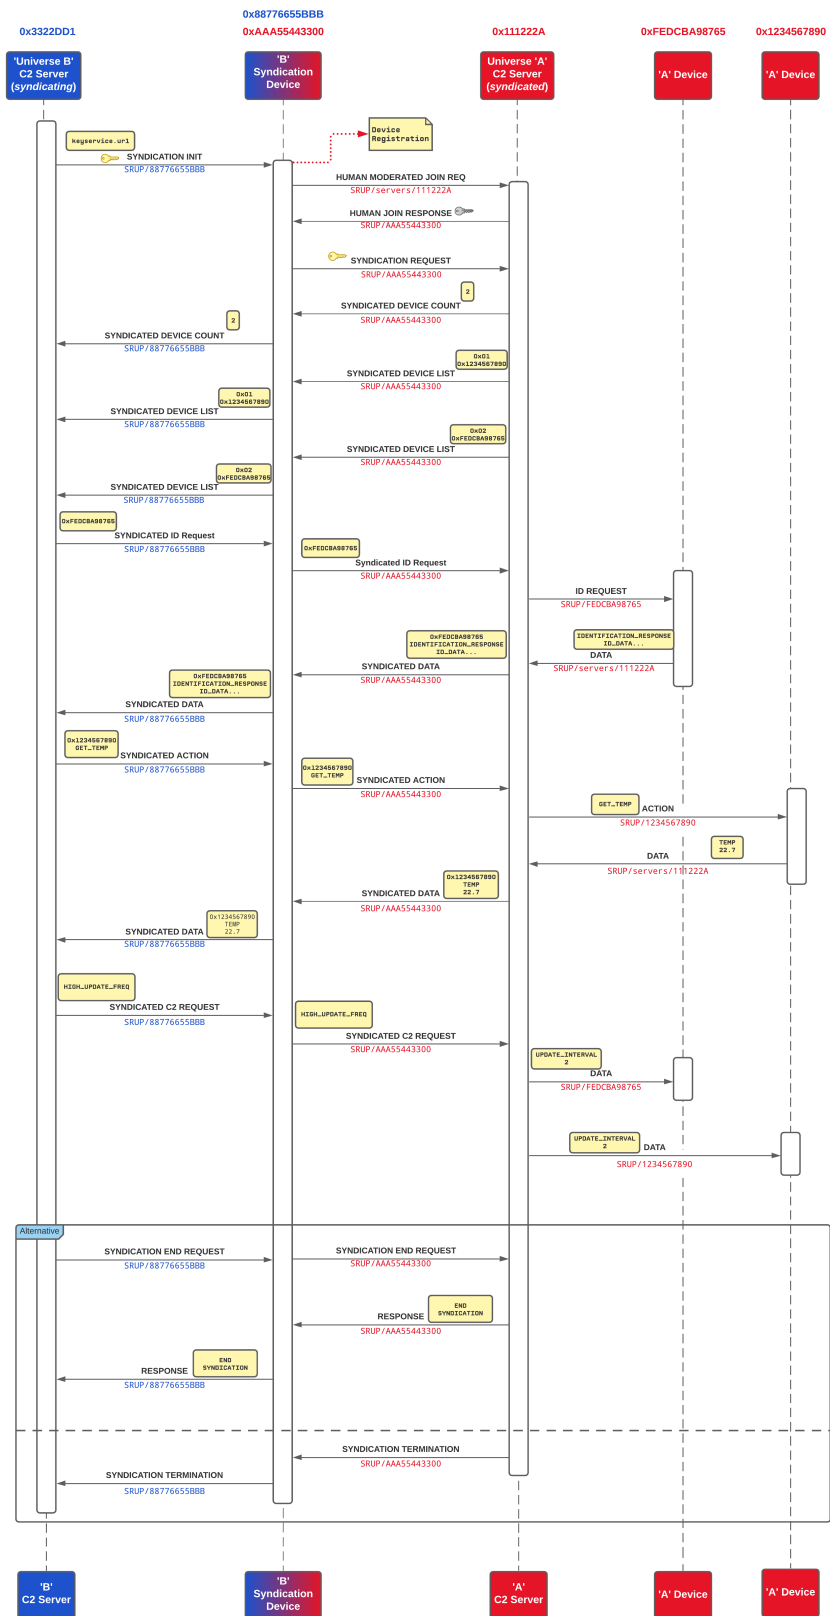 0x88776655BBB
0x3322DD1
0xAAA55443300
0x111222A
0xFEDCBA98765
0x1234567890
'Universe B'
C2 Server
(syndicating)
'B'
Syndication
Device
Universe 'A'
C2 Server
(syndicated)
'A' Device
'A' Device
Device
Registration
keyservice.url
SYNDICATION INIT
SRUP/88776655BBB
HUMAN MODERATED JOIN REQ
SRUP/servers/111222A
HUMAN JOIN RESPONSE
SRUP/AAA55443300
SYNDICATION REQUEST
SRUP/AAA55443300
2
SYNDICATED DEVICE COUNT
SRUP/AAA55443300
2
SYNDICATED DEVICE COUNT
SRUP/88776655BBB
0x01
0x1234567890
SYNDICATED DEVICE LIST
SRUP/AAA55443300
0x01
0x1234567890
SYNDICATED DEVICE LIST
SRUP/88776655BBB
0x02
0xFEDCBA98765
SYNDICATED DEVICE LIST
SRUP/AAA55443300
0x02
0xFEDCBA98765
SYNDICATED DEVICE LIST
SRUP/88776655BBB
0xFEDCBA98765
SYNDICATED ID Request
SRUP/88776655BBB
0xFEDCBA98765
Syndicated ID Request
SRUP/AAA55443300
ID REQUEST
SRUP/FEDCBA98765
IDENTIFICATION_RESPONSE
ID_DATA...
DATA
SRUP/servers/111222A
0xFEDCBA98765
IDENTIFICATION_RESPONSE
ID_DATA...
SYNDICATED DATA
SRUP/AAA55443300
0xFEDCBA98765
IDENTIFICATION_RESPONSE
ID_DATA...
SYNDICATED DATA
SRUP/88776655BBB
0x1234567890
GET_TEMP
SYNDICATED ACTION
SRUP/88776655BBB
0x1234567890
GET_TEMP
SYNDICATED ACTION
SRUP/AAA55443300
GET_TEMP
ACTION
SRUP/1234567890
TEMP
22.7
DATA
SRUP/servers/111222A
0x1234567890
TEMP
22.7
SYNDICATED DATA
SRUP/AAA55443300
0x1234567890
TEMP
22.7
SYNDICATED DATA
SRUP/88776655BBB
HIGH_UPDATE_FREQ
SYNDICATED C2 REQUEST
SRUP/88776655BBB
HIGH_UPDATE_FREQ
SYNDICATED C2 REQUEST
SRUP/AAA55443300
UPDATE_INTERVAL
2
DATA
SRUP/FEDCBA98765
UPDATE_INTERVAL
2
DATA
SRUP/1234567890
Alternative
SYNDICATION END REQUEST
SRUP/88776655BBB
SYNDICATION END REQUEST
SRUP/AAA55443300
END
SYNDICATION
RESPONSE
SRUP/AAA55443300
END
SYNDICATION
RESPONSE
SRUP/88776655BBB
SYNDICATION TERMINATION
SRUP/AAA55443300
SYNDICATION TERMINATION
SRUP/88776655BBB
'B'
C2 Server
'B'
Syndication
Device
'A'
C2 Server
'A' Device
'A' Device